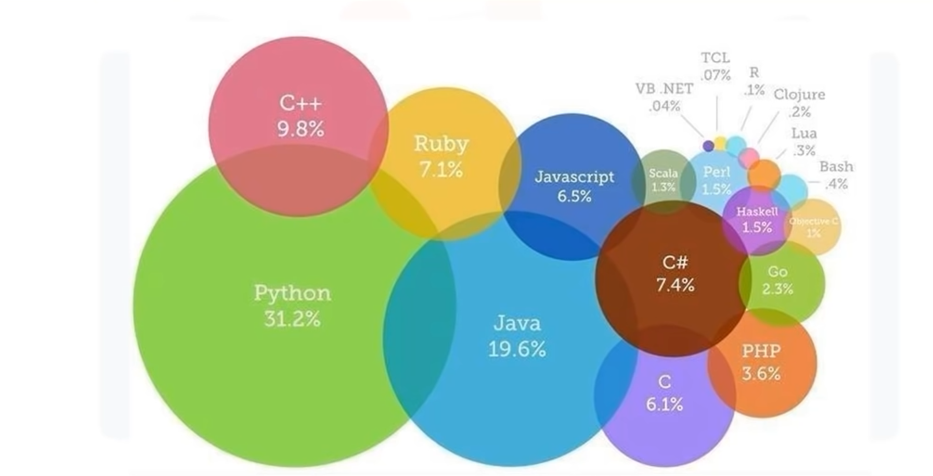 C++
9.8%
Ruby
7.1%
Javascript
6.5%
Scala
1.3%
Perl
1.5%
VB .NET
.04%
TCL
.07%
R
.1%
Clojure
.2%
Lua
.3%
Bash
.4%
Haskell
1.5%
Objective C
1%
Python
31.2%
Java
19.6%
C#
7.4%
Go
2.3%
C
6.1%
PHP
3.6%